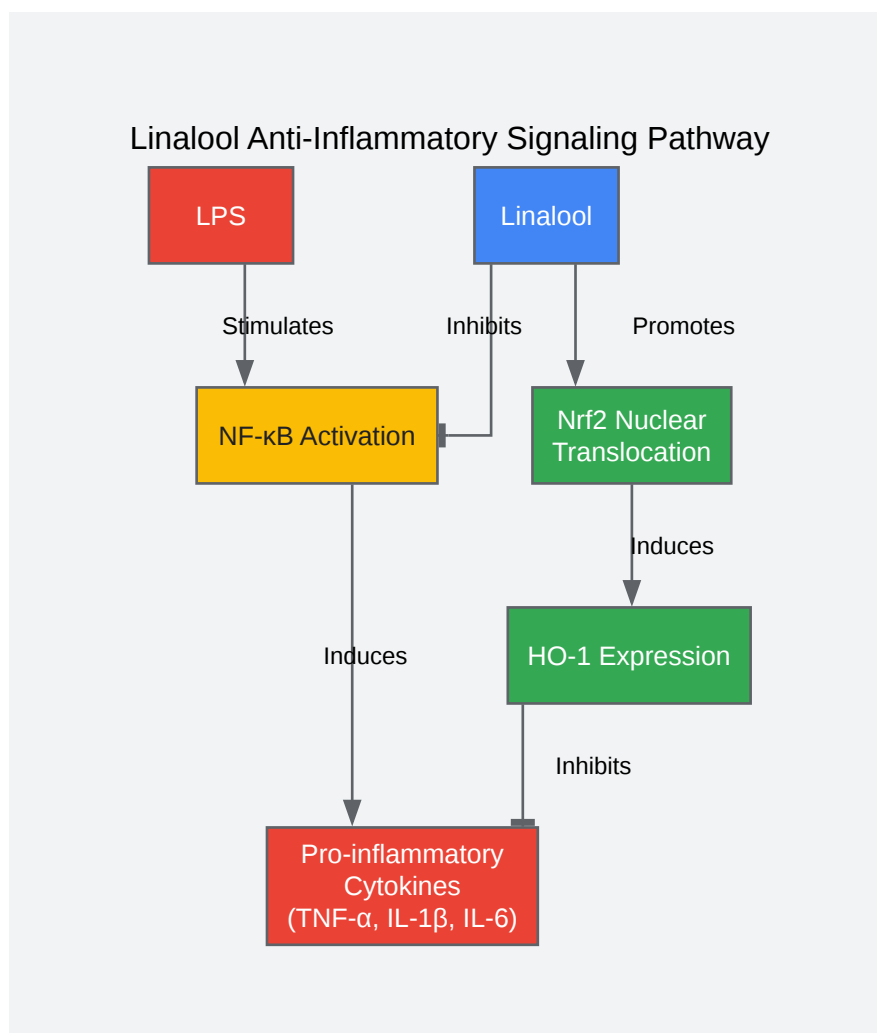 Linalool Anti-Inflammatory Signaling Pathway
LPS
Linalool
Stimulates
Inhibits
Promotes
NF-κB Activation
Nrf2 Nuclear
Translocation
Induces
HO-1 Expression
Induces
Inhibits
Pro-inflammatory
Cytokines
(TNF-α, IL-1β, IL-6)